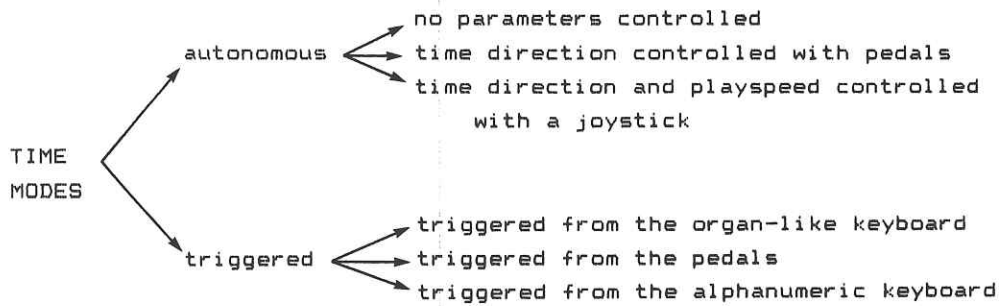 no parameters controlled
autonomous
time direction controlled with pedals
time direction and playspeed controlled
with a joystick
TIME
MODES
triggered from the organ-like keyboard
triggered
triggered from the pedals
triggered from the alphanumeric keyboard